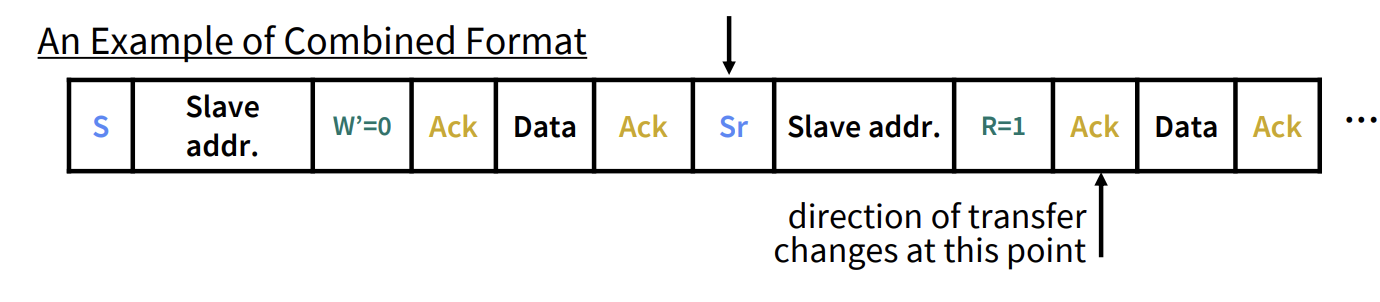 An Example of Combined Format
S Slave addr. W’=0 Ack Data Ack Sr Slave addr. R=1 Ack Data Ack ...
direction of transfer
changes at this point